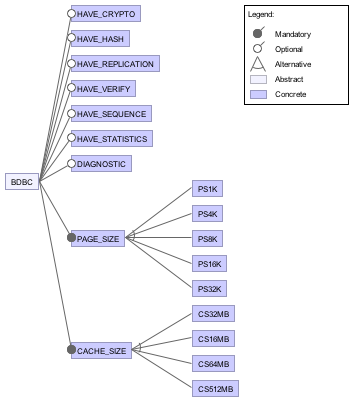 HAVE_CRYPTO
HAVE_HASH
HAVE_REPLICATION
HAVE_VERIFY
HAVE_SEQUENCE
HAVE_STATISTICS
DIAGNOSTIC
BDBC
PAGE_SIZE
PS1K
PS4K
PS8K
PS16K
PS32K
CACHE_SIZE
CS32MB
CS16MB
CS64MB
CS512MB
Legend:
Mandatory
Optional
Alternative
Abstract
Concrete